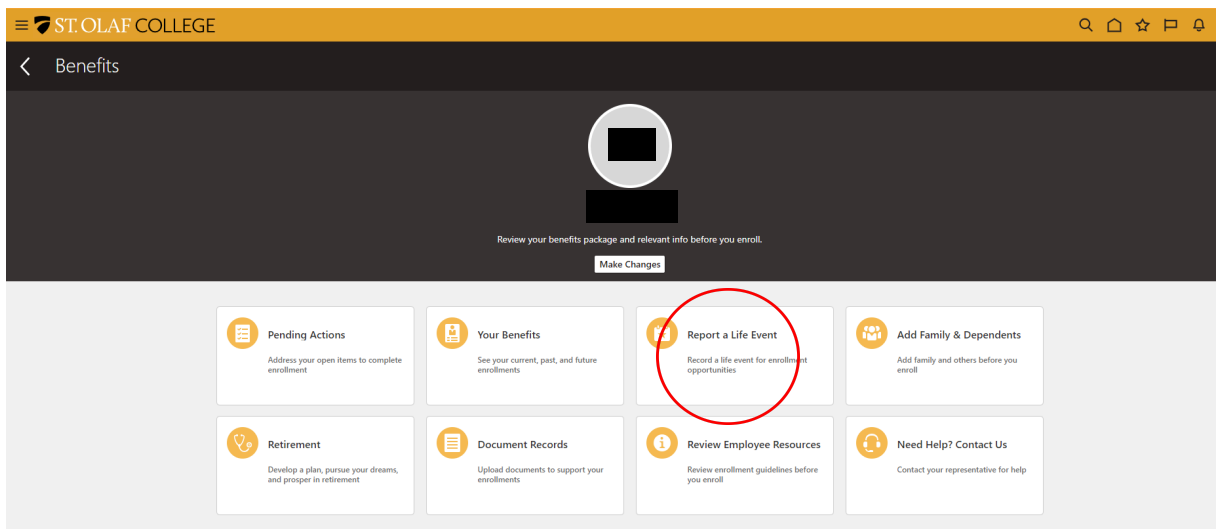 ST. OLAF COLLEGE
Benefits
Review your benefits package and relevant info before you enroll.
Make Changes
Pending Actions
Address your open items to complete
enrollment
Your Benefits
See your current, past, and future
enrollments
Report a Life Event
Record a life event for enrollment
opportunities
Add Family & Dependents
Add family and others before you
enroll
Retirement
Develop a plan, pursue your dreams,
and prosper in retirement
Document Records
Upload documents to support your
enrollments
Review Employee Resources
Review enrollment guidelines before
you enroll
Need Help? Contact Us
Contact your representative for help